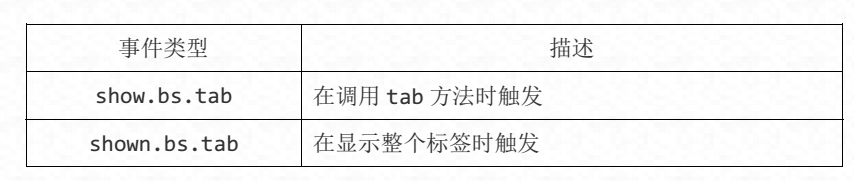 事件类型 描述
show.bs.tab 在调用 tab 方法时触发
shown.bs.tab 在显示整个标签时触发